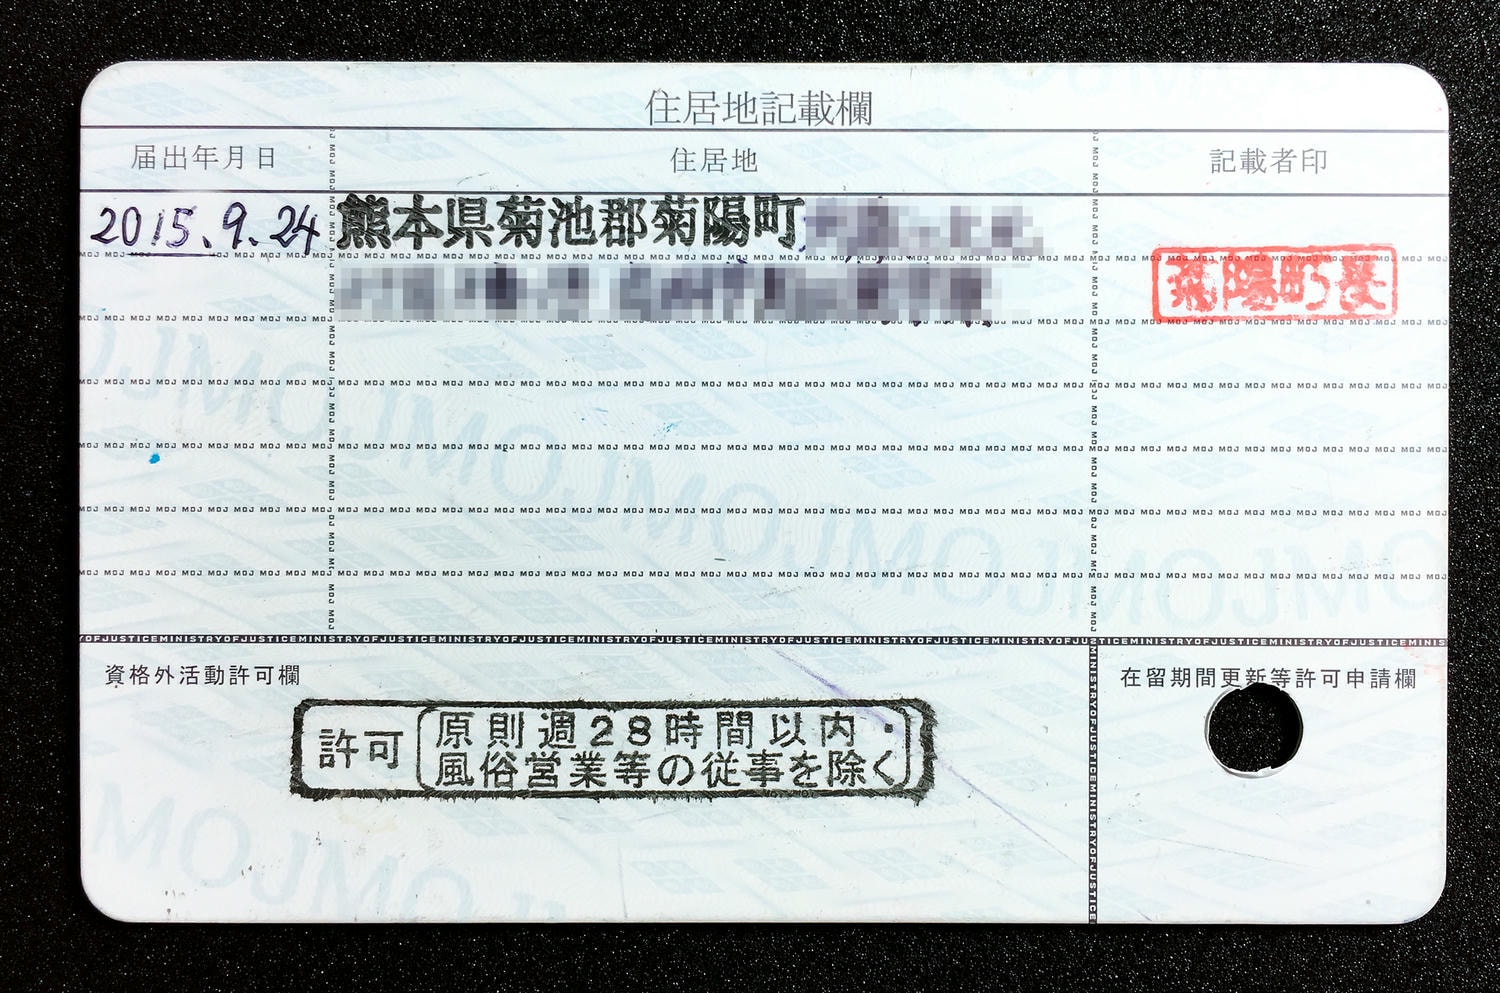 住居地記載欄
届出年月日 住居地 記載者印
2015.9.24 熊本県菊池郡菊陽町
菊陽町長
MINISTRYOFJUSTICE
資格外活動許可欄 在留期間更新等許可申請欄
許可 原則週28時間以内・
風俗営業等の従事を除く
MOJ